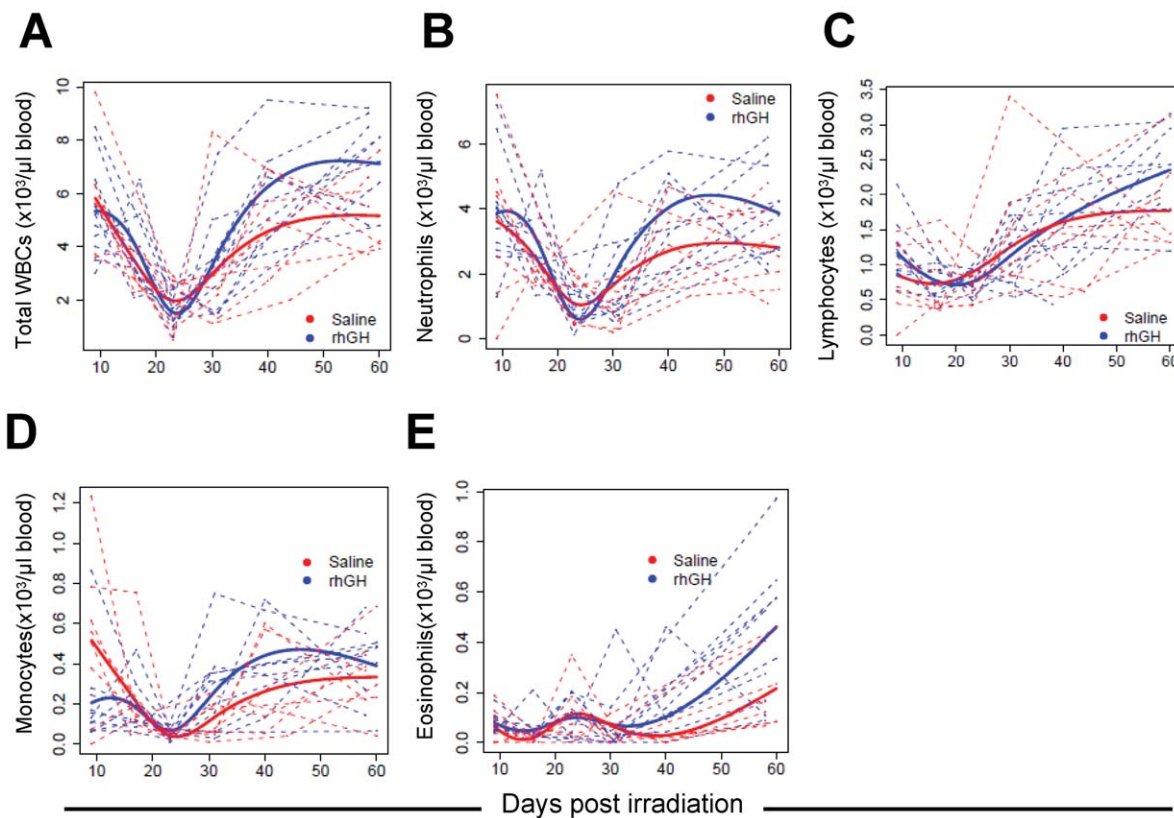 A
B
C
Total WBCs (x10³/µl blood)
10
8
6
4
2
Saline
rhGH
10 20 30 40 50 60
Neutrophils (x10³/µl blood)
6
4
2
0
Saline
rhGH
10 20 30 40 50 60
Lymphocytes (x10³/µl blood)
3.5
3.0
2.5
2.0
1.5
1.0
0.5
0.0
Saline
rhGH
10 20 30 40 50 60
D
E
Monocytes(x10³/µl blood)
1.2
1.0
0.8
0.6
0.4
0.2
0.0
Saline
rhGH
10 20 30 40 50 60
Eosinophils(x10³/µl blood)
1.0
0.8
0.6
0.4
0.2
0.0
Saline
rhGH
10 20 30 40 50 60
Days post irradiation